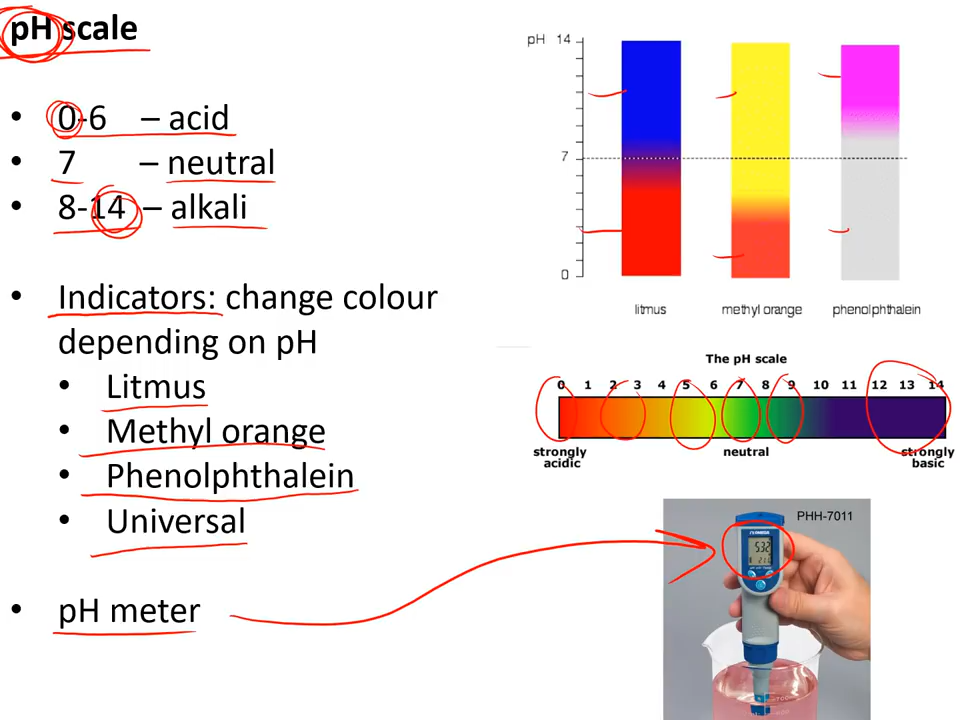 pH scale
• 0-6 – acid
• 7 – neutral
• 8-14 – alkali
• Indicators: change colour
depending on pH
• Litmus
• Methyl orange
• Phenolphthalein
• Universal
• pH meter
pH 14
7
0
litmus methyl orange phenolphthalein
The pH scale
0 1 2 3 4 5 6 7 8 9 10 11 12 13 14
strongly acidic neutral strongly basic
PHH-7011
532